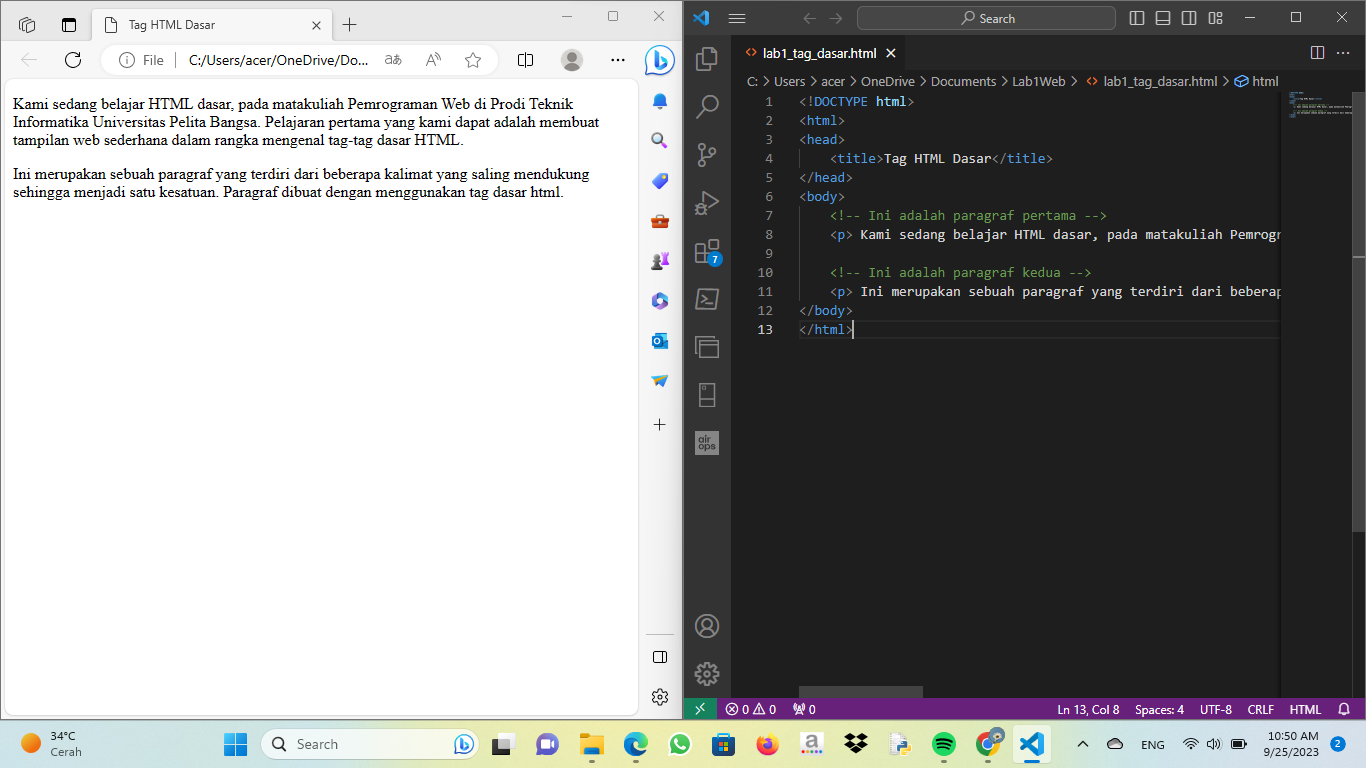 Tag HTML Dasar
File
C:/Users/acer/OneDrive/Do...
aあ
Kami sedang belajar HTML dasar, pada matakuliah Pemrograman Web di Prodi Teknik
Informatika Universitas Pelita Bangsa. Pelajaran pertama yang kami dapat adalah membuat
tampilan web sederhana dalam rangka mengenal tag-tag dasar HTML.
Ini merupakan sebuah paragraf yang terdiri dari beberapa kalimat yang saling mendukung
sehingga menjadi satu kesatuan. Paragraf dibuat dengan menggunakan tag dasar html.
Search
lab1_tag_dasar.html
C: > Users > acer > OneDrive > Documents > Lab1Web > lab1_tag_dasar.html > html
1 <!DOCTYPE html>
2 <html>
3 <head>
4 <title>Tag HTML Dasar</title>
5 </head>
6 <body>
7 <!-- Ini adalah paragraf pertama -->
8 <p> Kami sedang belajar HTML dasar, pada matakuliah Pemrogr
9
10 <!-- Ini adalah paragraf kedua -->
11 <p> Ini merupakan sebuah paragraf yang terdiri dari beberap
12 </body>
13 </html>
7
air
ops
0 0 0
Ln 13, Col 8 Spaces: 4 UTF-8 CRLF HTML
34°C
Cerah
Search
a
ENG
10:50 AM
9/25/2023
2